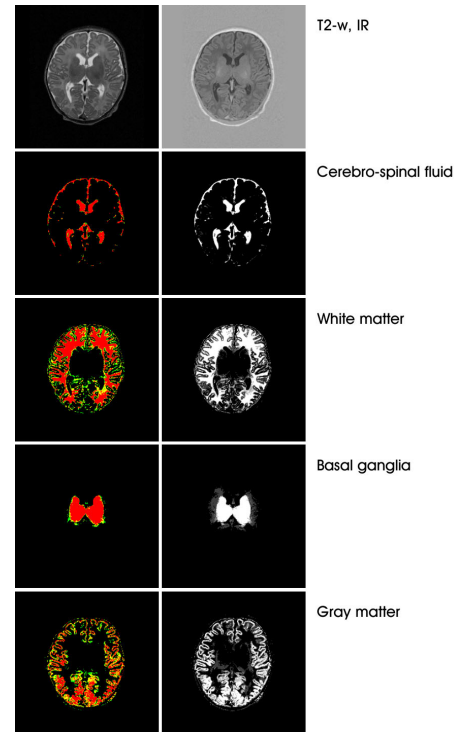 T2-w, IR
Cerebro-spinal fluid
White matter
Basal ganglia
Gray matter